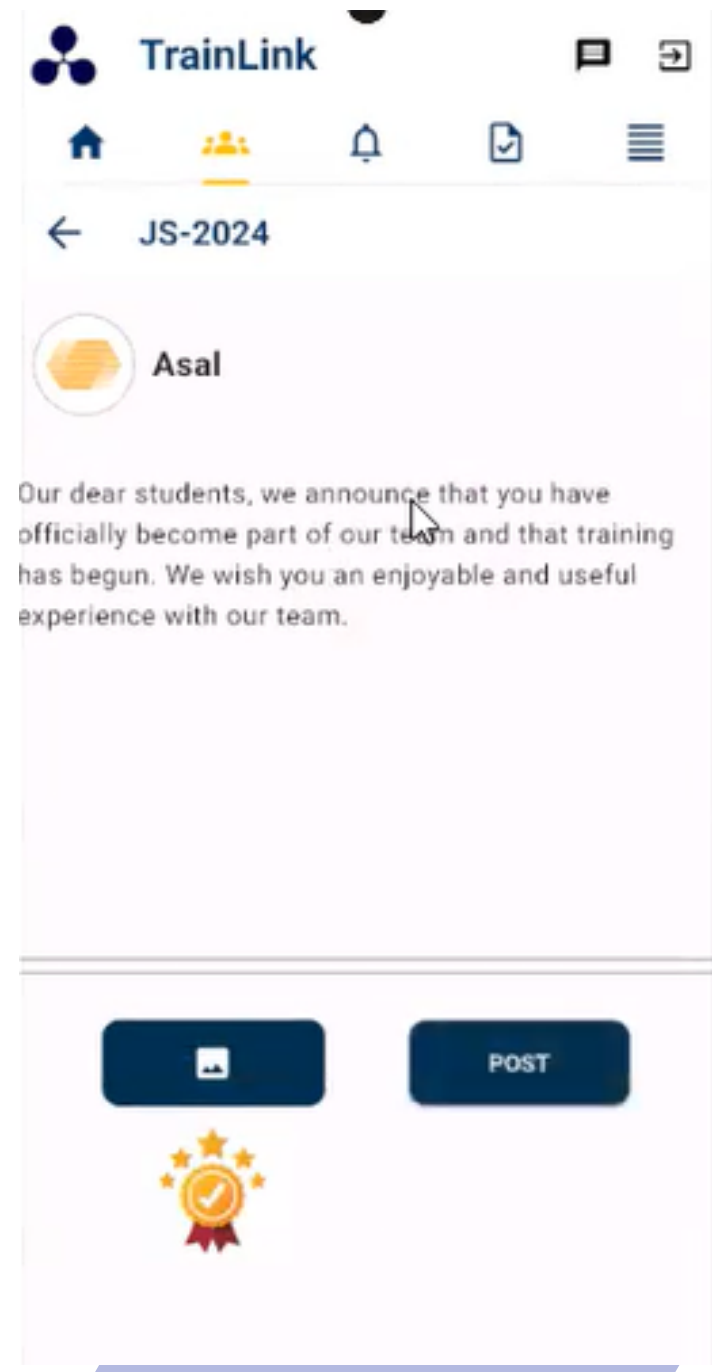 TrainLink
JS-2024
Asal
Our dear students, we announce that you have
officially become part of our team and that training
has begun. We wish you an enjoyable and useful
experience with our team.
POST